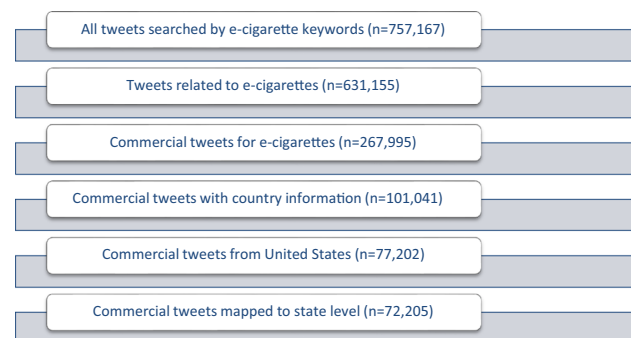 All tweets searched by e-cigarette keywords (n=757,167)
Tweets related to e-cigarettes (n=631,155)
Commercial tweets for e-cigarettes (n=267,995)
Commercial tweets with country information (n=101,041)
Commercial tweets from United States (n=77,202)
Commercial tweets mapped to state level (n=72,205)